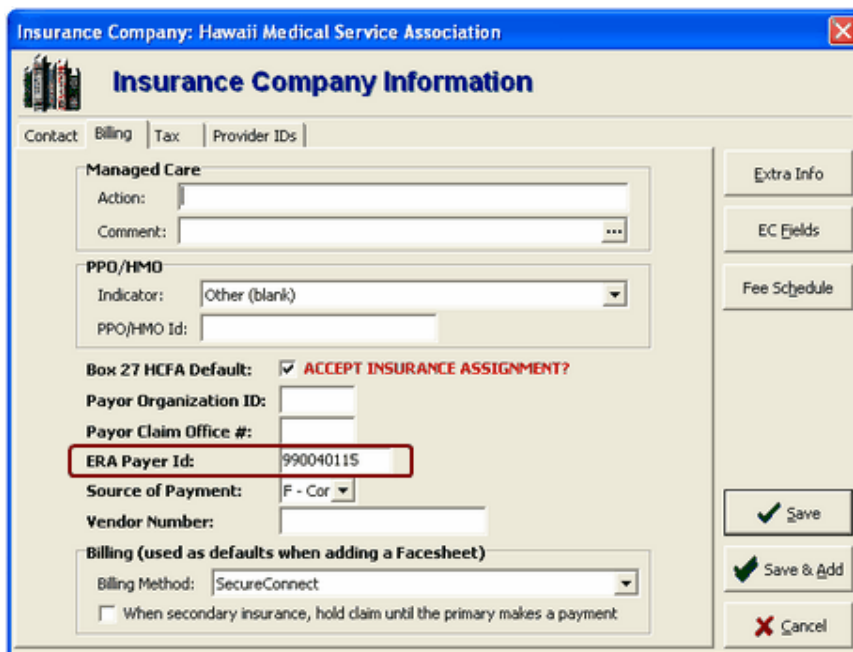 Insurance Company: Hawaii Medical Service Association
Insurance Company Information
Contact Billing Tax Provider IDs
Managed Care
Action:
Comment: ...
PPO/HMO
Indicator: Other (blank)
PPO/HMO Id:
Box 27 HCFA Default: ACCEPT INSURANCE ASSIGNMENT?
Payor Organization ID:
Payor Claim Office #:
ERA Payer Id: 990040115
Source of Payment: F - Cor
Vendor Number:
Billing (used as defaults when adding a Facesheet)
Billing Method: SecureConnect
When secondary insurance, hold claim until the primary makes a payment
Extra Info
EC Fields
Fee Schedule
Save
Save & Add
Cancel